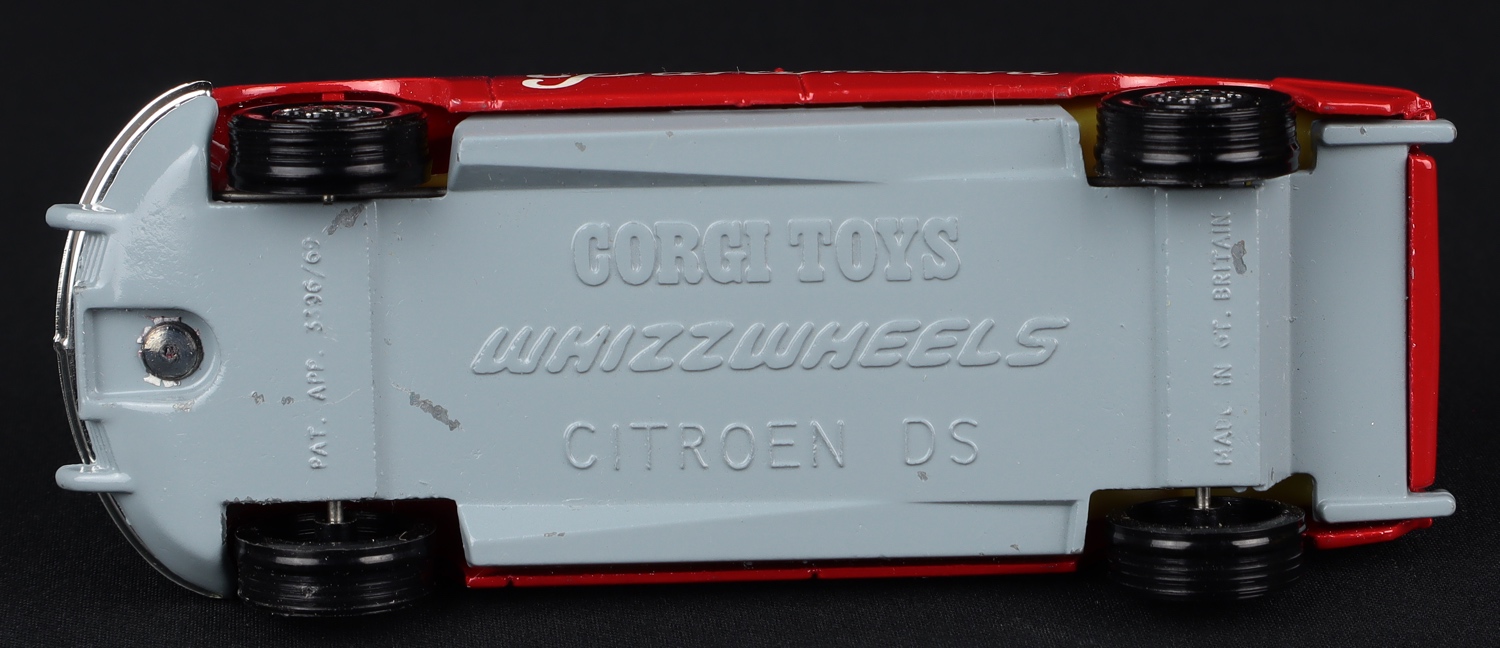 CORGI TOYS
WHIZZWHEELS
CITROEN DS
PAT. APP. 3396/69
MADE IN GT. BRITAIN